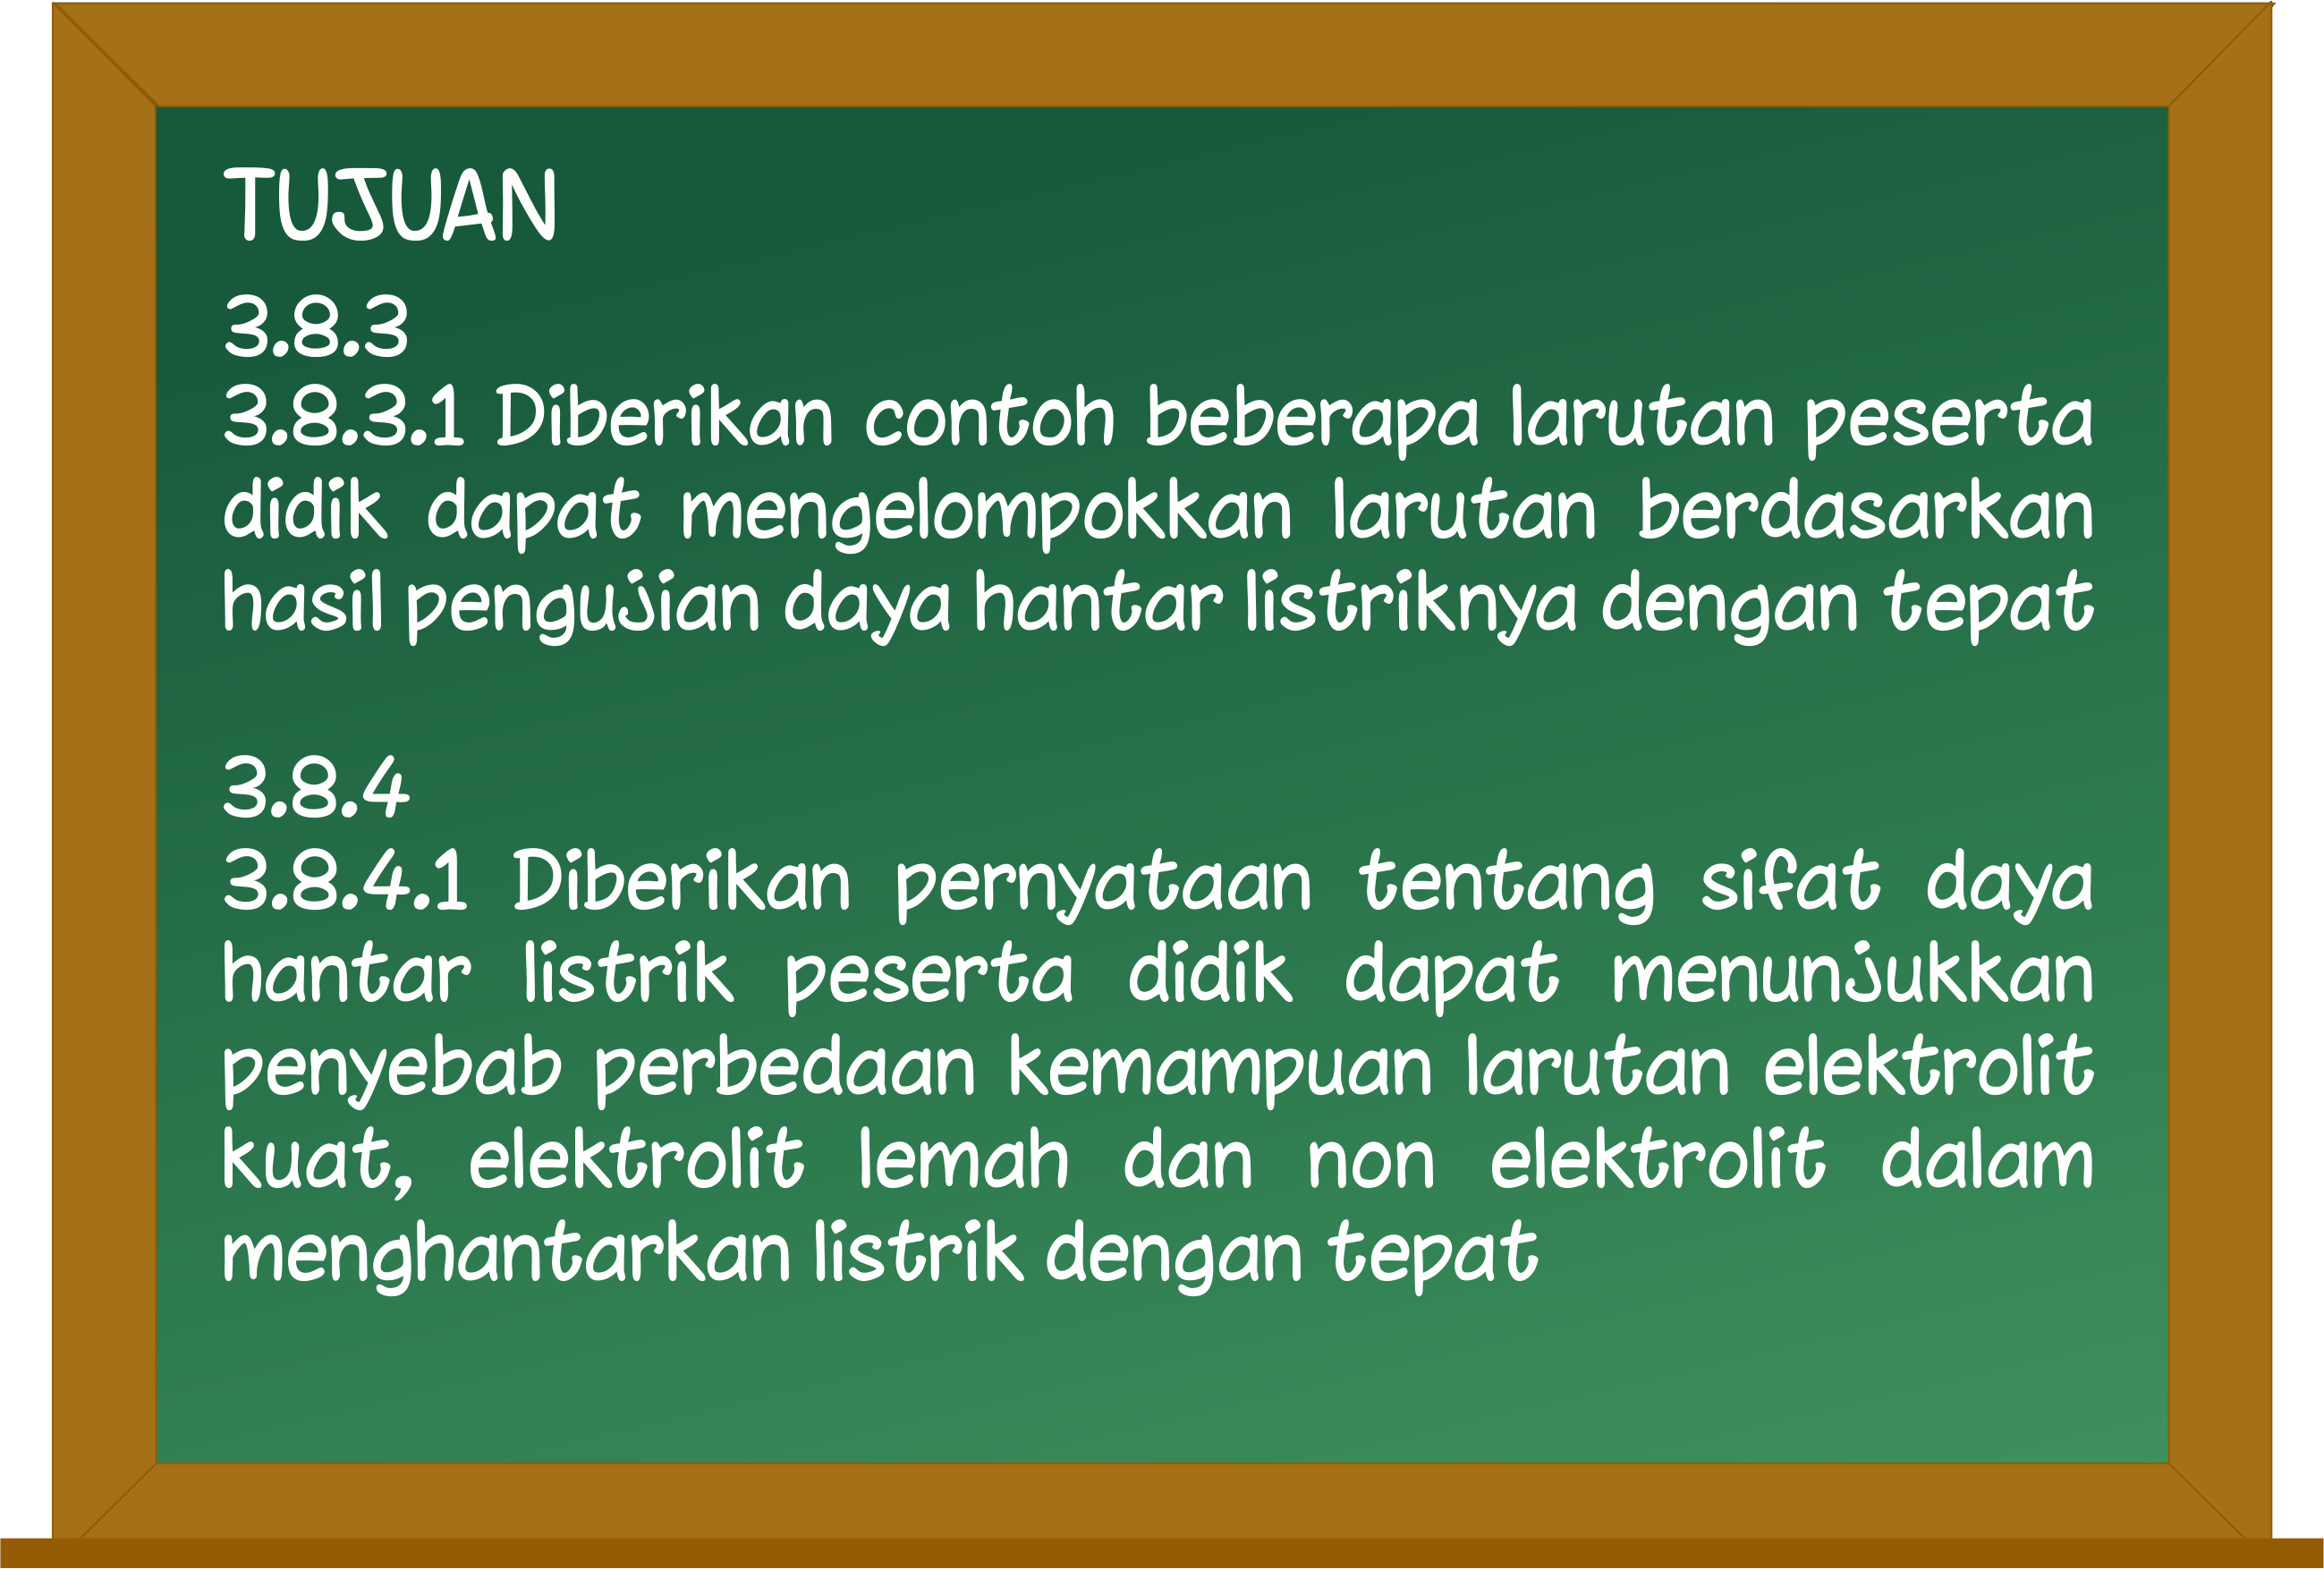 TUJUAN
3.8.3
3.8.3.1 Diberikan contoh beberapa larutan peserta
didik dapat mengelompokkan larutan berdasarkan
hasil pengujian daya hantar listriknya dengan tepat
3.8.4
3.8.4.1 Diberikan pernyataan tentang sifat daya
hantar listrik peserta didik dapat menunjukkan
penyebab perbedaan kemampuan larutan elektrolit
kuat, elektrolit lemah dan non elektrolit dalam
menghantarkan listrik dengan tepat